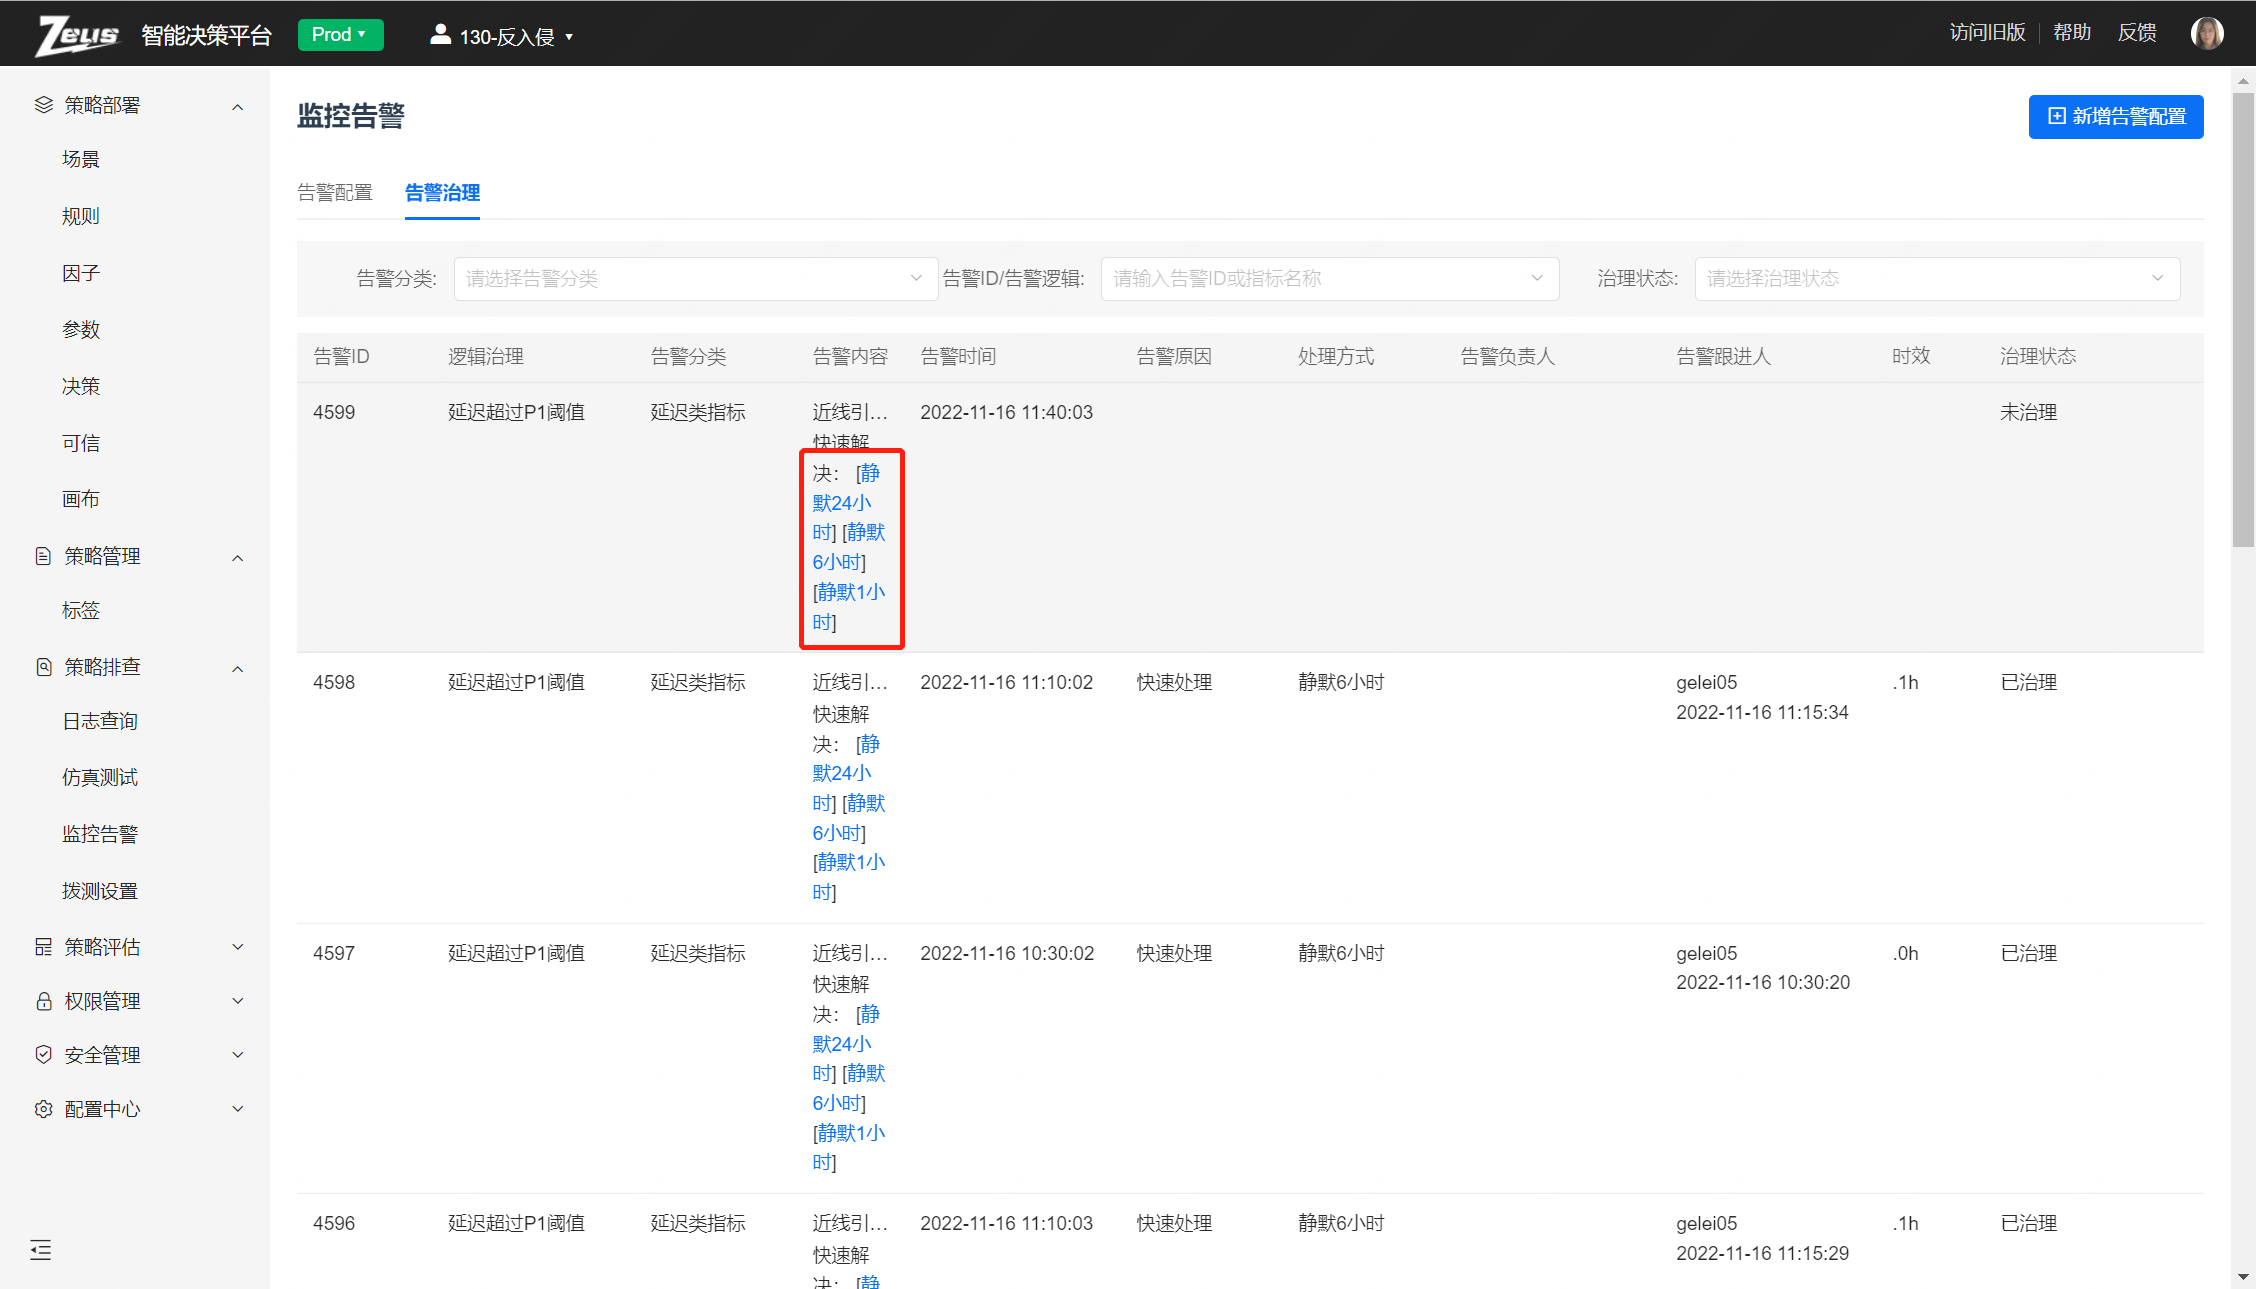 Zeus 智能决策平台 Prod 130-反入侵 访问旧版 帮助 反馈
策略部署
场景
规则
因子
参数
决策
可信
画布
策略管理
标签
策略排查
日志查询
仿真测试
监控告警
拨测设置
策略评估
权限管理
安全管理
配置中心
监控告警
新增告警配置
告警配置 告警治理
告警分类: 请选择告警分类 告警ID/告警逻辑: 请输入告警ID或指标名称 治理状态: 请选择治理状态
告警ID 逻辑治理 告警分类 告警内容 告警时间 告警原因 处理方式 告警负责人 告警跟进人 时效 治理状态
4599 延迟超过P1阈值 延迟类指标 近线引... 2022-11-16 11:40:03 未治理
快速解
决： [静
默24小
时] [静默
6小时]
[静默1小
时]
4598 延迟超过P1阈值 延迟类指标 近线引... 2022-11-16 11:10:02 快速处理 静默6小时 gelei05 .1h 已治理
快速解 2022-11-16 11:15:34
决： [静
默24小
时] [静默
6小时]
[静默1小
时]
4597 延迟超过P1阈值 延迟类指标 近线引... 2022-11-16 10:30:02 快速处理 静默6小时 gelei05 .0h 已治理
快速解 2022-11-16 10:30:20
决： [静
默24小
时] [静默
6小时]
[静默1小
时]
4596 延迟超过P1阈值 延迟类指标 近线引... 2022-11-16 11:10:03 快速处理 静默6小时 gelei05 .1h 已治理
快速解 2022-11-16 11:15:29
决： [静